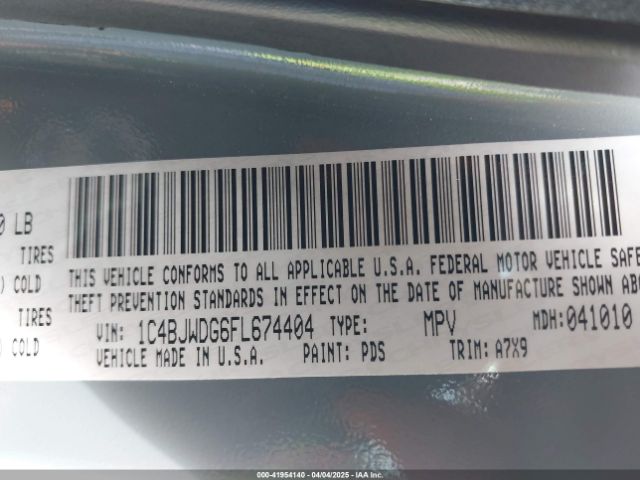 0 LB
TIRES
) COLD
TIRES
) COLD
THIS VEHICLE CONFORMS TO ALL APPLICABLE U.S.A. FEDERAL MOTOR VEHICLE SAFE
THEFT PREVENTION STANDARDS IN EFFECT ON THE DATE OF MANUFACTURE SHOWN ABO
VIN: 1C4BJWDG6FL674404 TYPE: MPV MDH:041010
VEHICLE MADE IN U.S.A. PAINT: PDS TRIM: A7X9
000-41954140 - 04/04/2025 - IAA Inc.